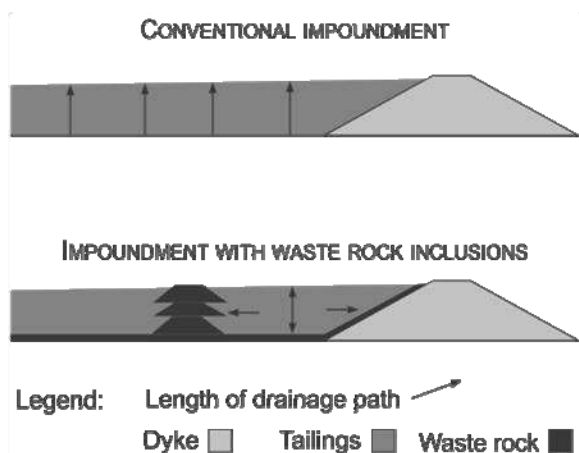 CONVENTIONAL IMPOUNDMENT
IMPOUNDMENT WITH WASTE ROCK INCLUSIONS
Legend: Length of drainage path
Dyke Tailings Waste rock